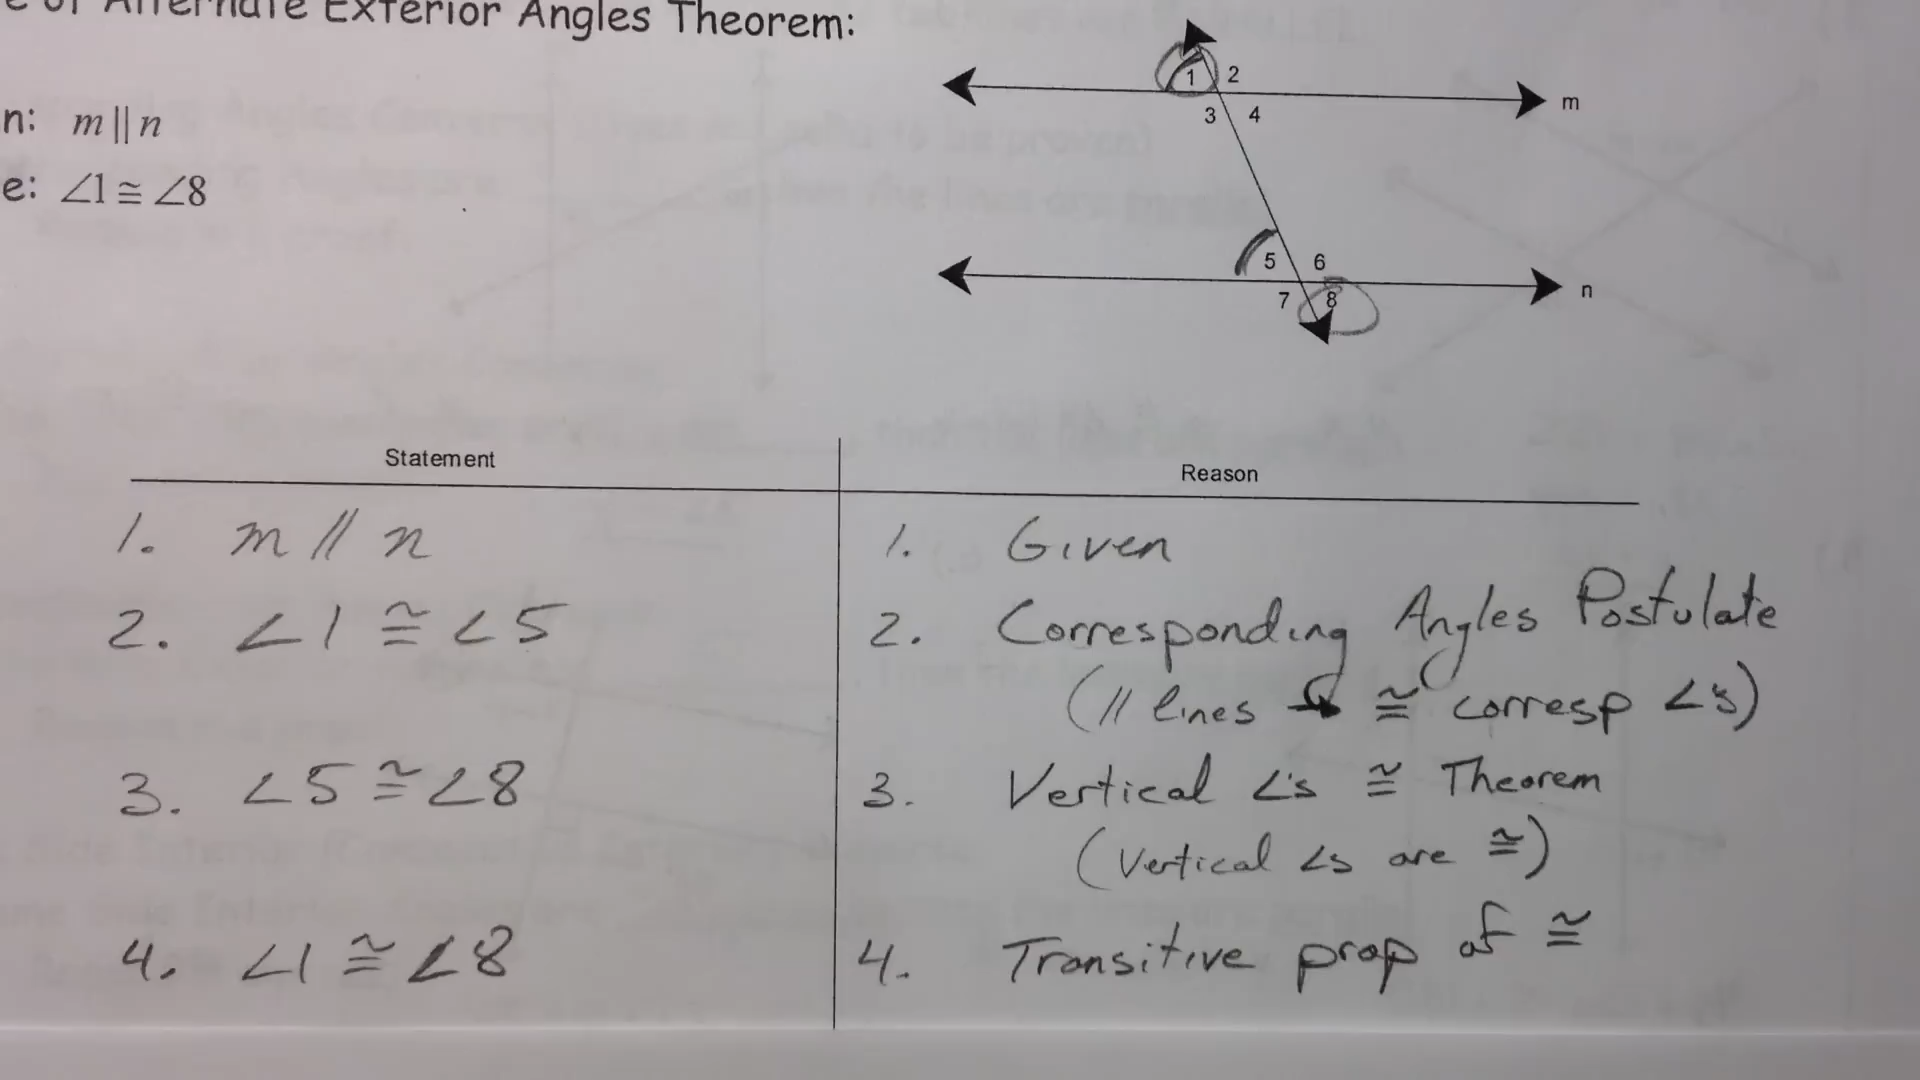 of Alternate Exterior Angles Theorem:
n: m || n
e: ∠1 ≅ ∠8
1 2
3 4
m
5 6
7 8
n
Statement Reason
1. m // n 1. Given
2. ∠1 ≅ ∠5 2. Corresponding Angles Postulate
(// lines → ≅ corresp ∠'s)
3. ∠5 ≅ ∠8 3. Vertical ∠'s ≅ Theorem
(Vertical ∠s are ≅)
4. ∠1 ≅ ∠8 4. Transitive prop of ≅